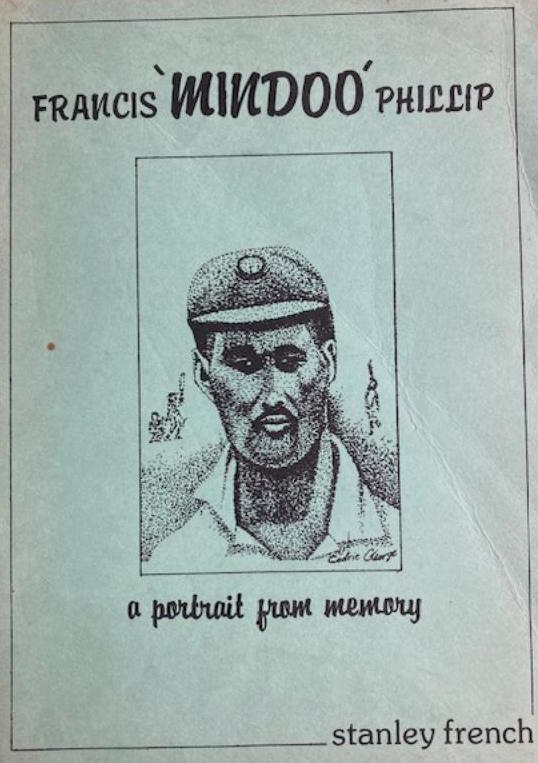 FRANCIS 'MINDOO' PHILLIP
a portrait from memory
stanley french